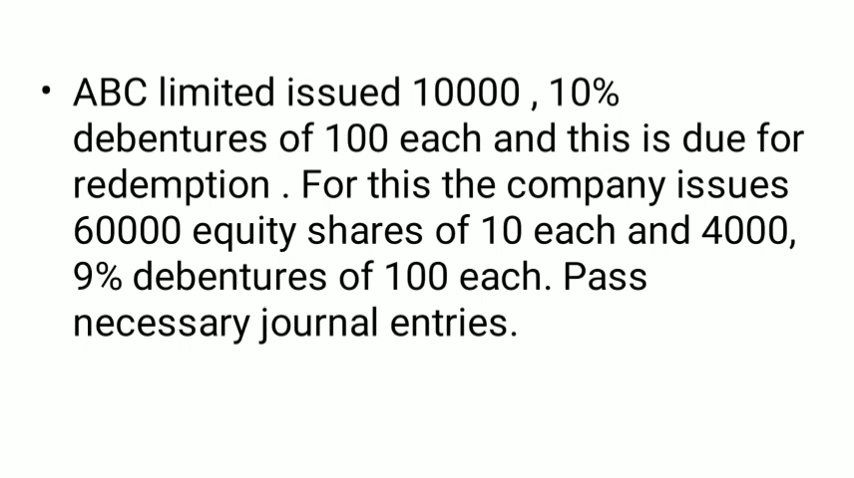 • ABC limited issued 10000 , 10%
debentures of 100 each and this is due for
redemption . For this the company issues
60000 equity shares of 10 each and 4000,
9% debentures of 100 each. Pass
necessary journal entries.